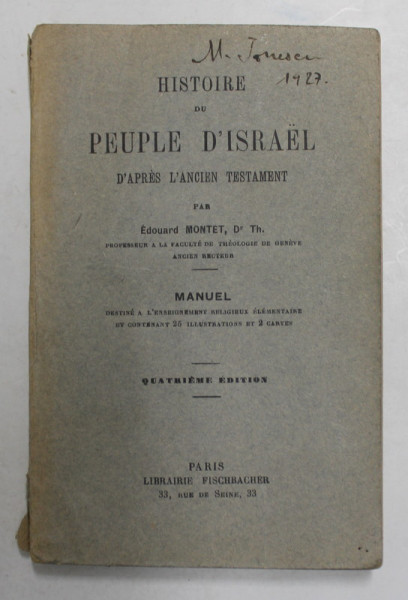 M. Ionescu
1927.
HISTOIRE
DU
PEUPLE D'ISRAËL
D'APRÈS L'ANCIEN TESTAMENT
PAR
Édouard MONTET, Dr Th.
PROFESSEUR A LA FACULTÉ DE THÉOLOGIE DE GENÈVE
ANCIEN RECTEUR
MANUEL
DESTINÉ A L'ENSEIGNEMENT RELIGIEUX ÉLÉMENTAIRE
ET CONTENANT 26 ILLUSTRATIONS ET 2 CARTES
QUATRIÈME ÉDITION
PARIS
LIBRAIRIE FISCHBACHER
33, RUE DE SEINE, 33